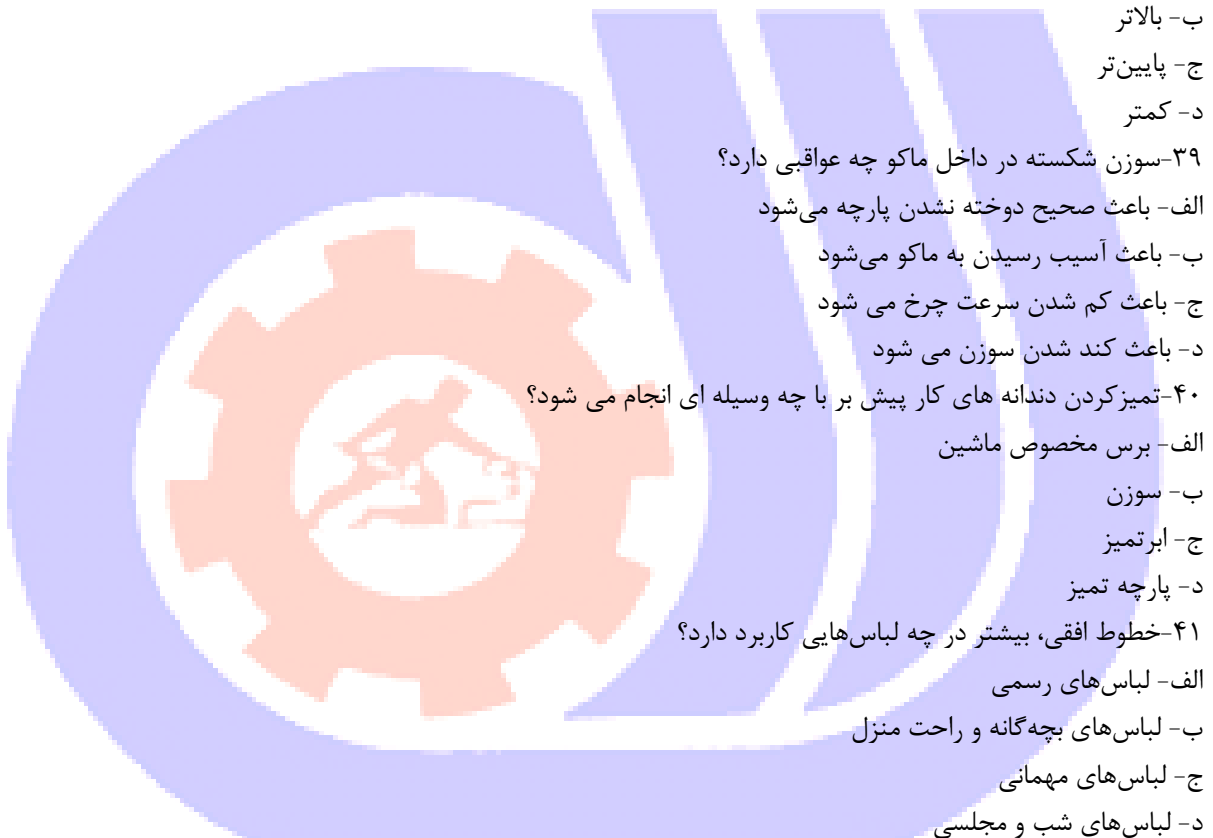 ب- بالاتر
ج- پایین‌تر
د- کمتر
۳۹-سوزن شکسته در داخل ماکو چه عواقبی دارد؟
الف- باعث صحیح دوخته نشدن پارچه می‌شود
ب- باعث آسیب رسیدن به ماکو می‌شود
ج- باعث کم شدن سرعت چرخ می شود
د- باعث کند شدن سوزن می شود
۴۰-تمیزکردن دندانه های کار پیش بر با چه وسیله ای انجام می شود؟
الف- برس مخصوص ماشین
ب- سوزن
ج- ابرتمیز
د- پارچه تمیز
۴۱-خطوط افقی، بیشتر در چه لباس‌هایی کاربرد دارد؟
الف- لباس‌های رسمی
ب- لباس‌های بچه‌گانه و راحت منزل
ج- لباس‌های مهمانی
د- لباس‌های شب و مجلسی